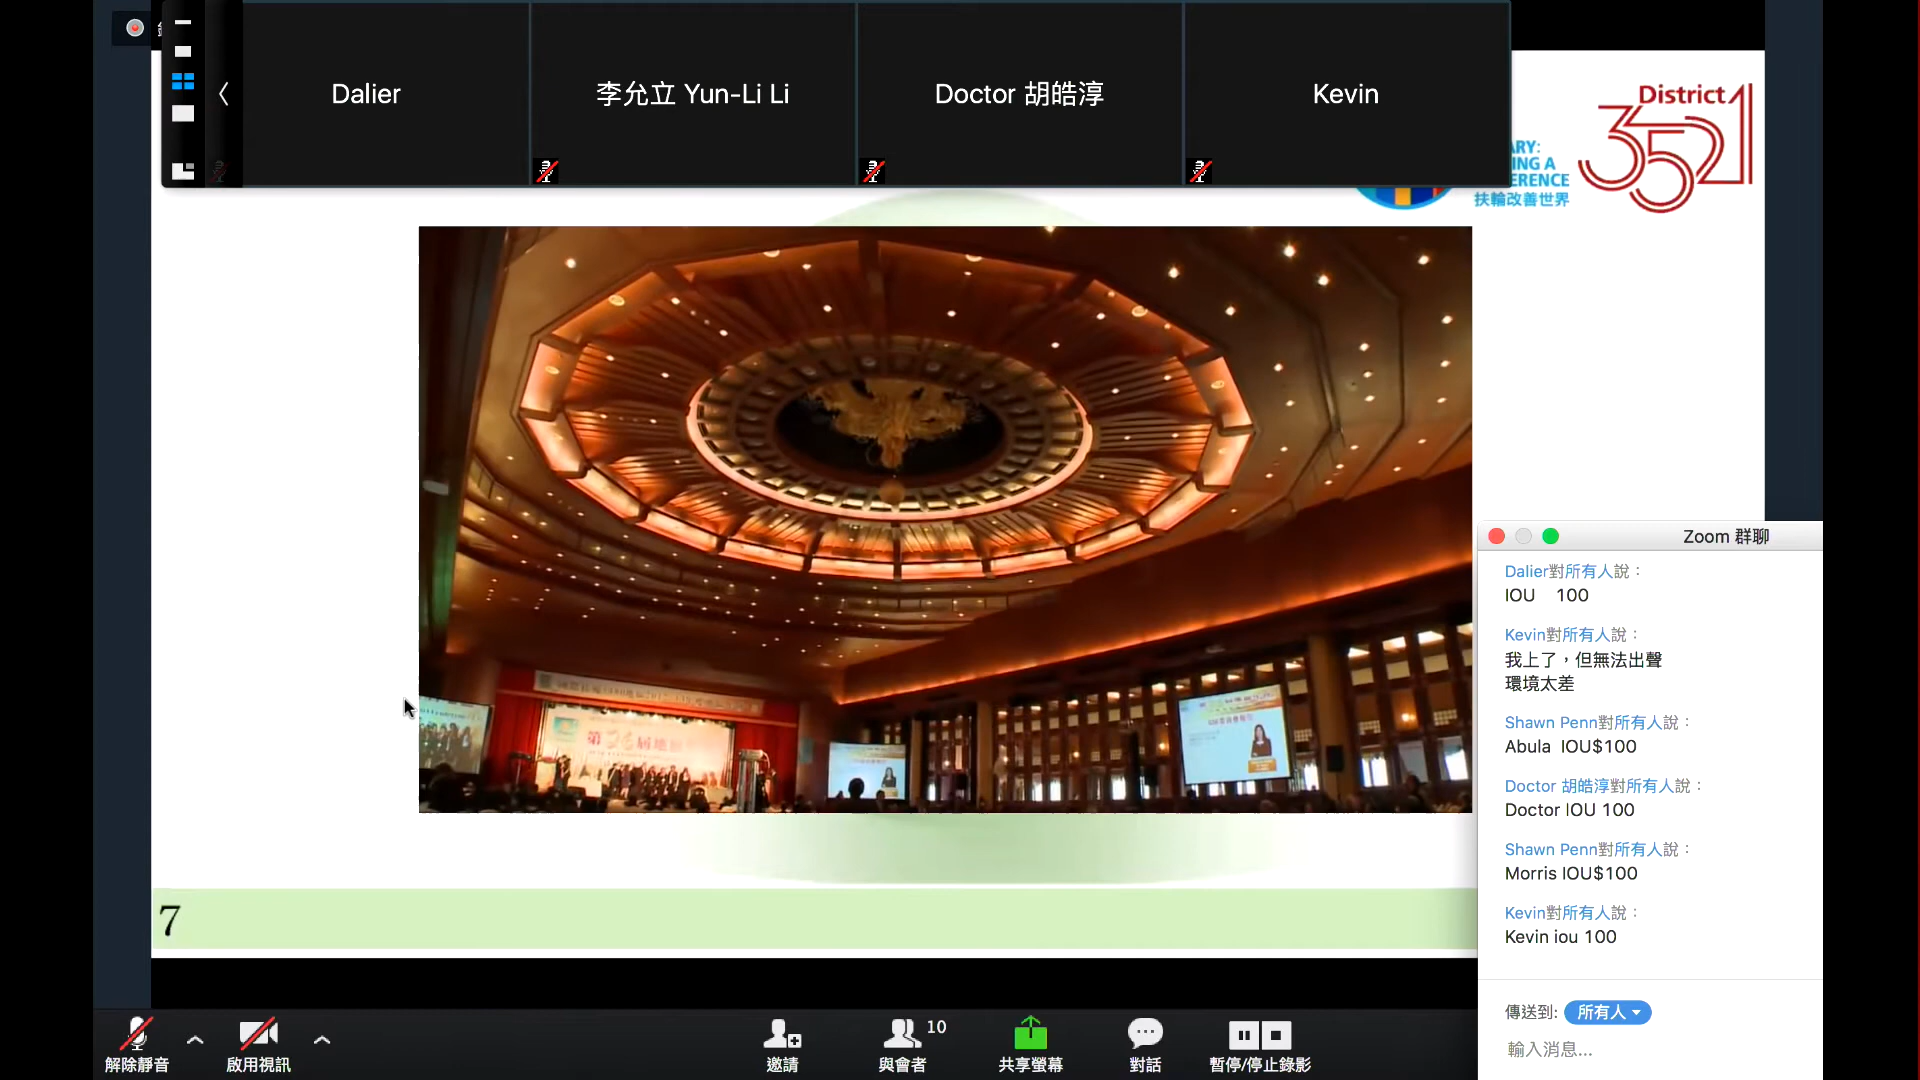 Dalier
李允立 Yun-Li Li
Doctor 胡皓淳
Kevin
District
3521
ARY:
ING A
ERENCE
扶輪改善世界
7
Zoom 群聊
Dalier對所有人說：
IOU 100
Kevin對所有人說：
我上了，但無法出聲
環境太差
Shawn Penn對所有人說：
Abula IOU$100
Doctor 胡皓淳對所有人說：
Doctor IOU 100
Shawn Penn對所有人說：
Morris IOU$100
Kevin對所有人說：
Kevin iou 100
傳送到: 所有人
輸入消息...
解除靜音
啟用視訊
邀請
10
與會者
共享螢幕
對話
暫停/停止錄影